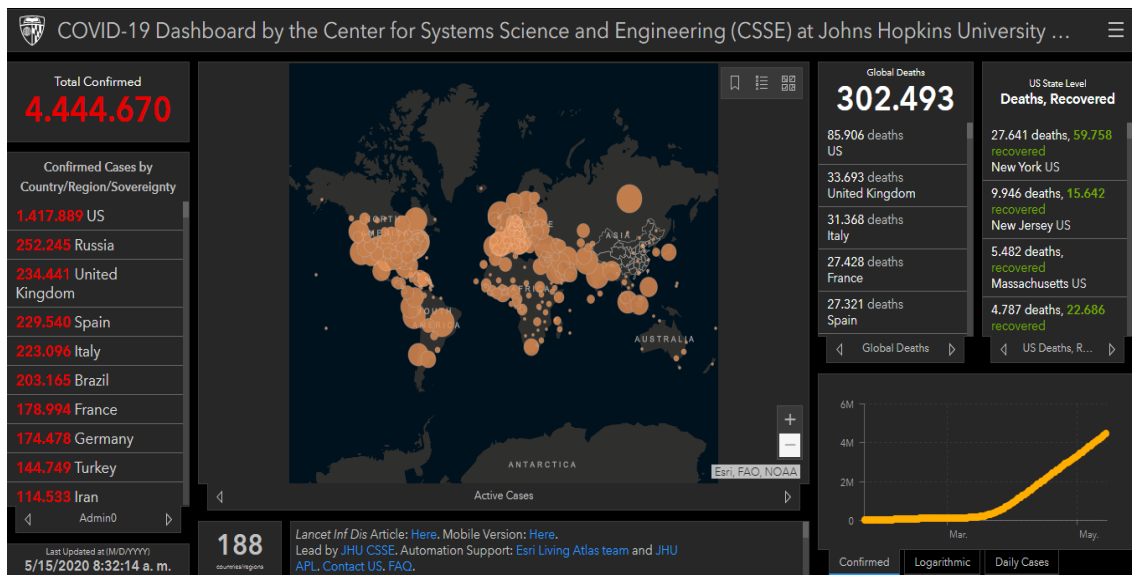 COVID-19 Dashboard by the Center for Systems Science and Engineering (CSSE) at Johns Hopkins University ...
Total Confirmed
4.444.670
Confirmed Cases by
Country/Region/Sovereignty
1.417.889 US
252.245 Russia
234.441 United
Kingdom
229.540 Spain
223.096 Italy
203.165 Brazil
178.994 France
174.478 Germany
144.749 Turkey
114.533 Iran
Admin0
Last Updated at (M/D/YYYY)
5/15/2020 8:32:14 a. m.
NORTH
AMERICA
SOUTH
AMERICA
EUROPE
AFRICA
ASIA
AUSTRALIA
ANTARCTICA
Esri, FAO, NOAA
Active Cases
188
countries/regions
Lancet Inf Dis Article: Here. Mobile Version: Here.
Lead by JHU CSSE. Automation Support: Esri Living Atlas team and JHU
APL. Contact US. FAQ.
Global Deaths
302.493
85.906 deaths
US
33.693 deaths
United Kingdom
31.368 deaths
Italy
27.428 deaths
France
27.321 deaths
Spain
Global Deaths
US State Level
Deaths, Recovered
27.641 deaths, 59.758
recovered
New York US
9.946 deaths, 15.642
recovered
New Jersey US
5.482 deaths,
recovered
Massachusetts US
4.787 deaths, 22.686
recovered
US Deaths, R...
6M
4M
2M
0
Mar.
May.
Confirmed
Logarithmic
Daily Cases